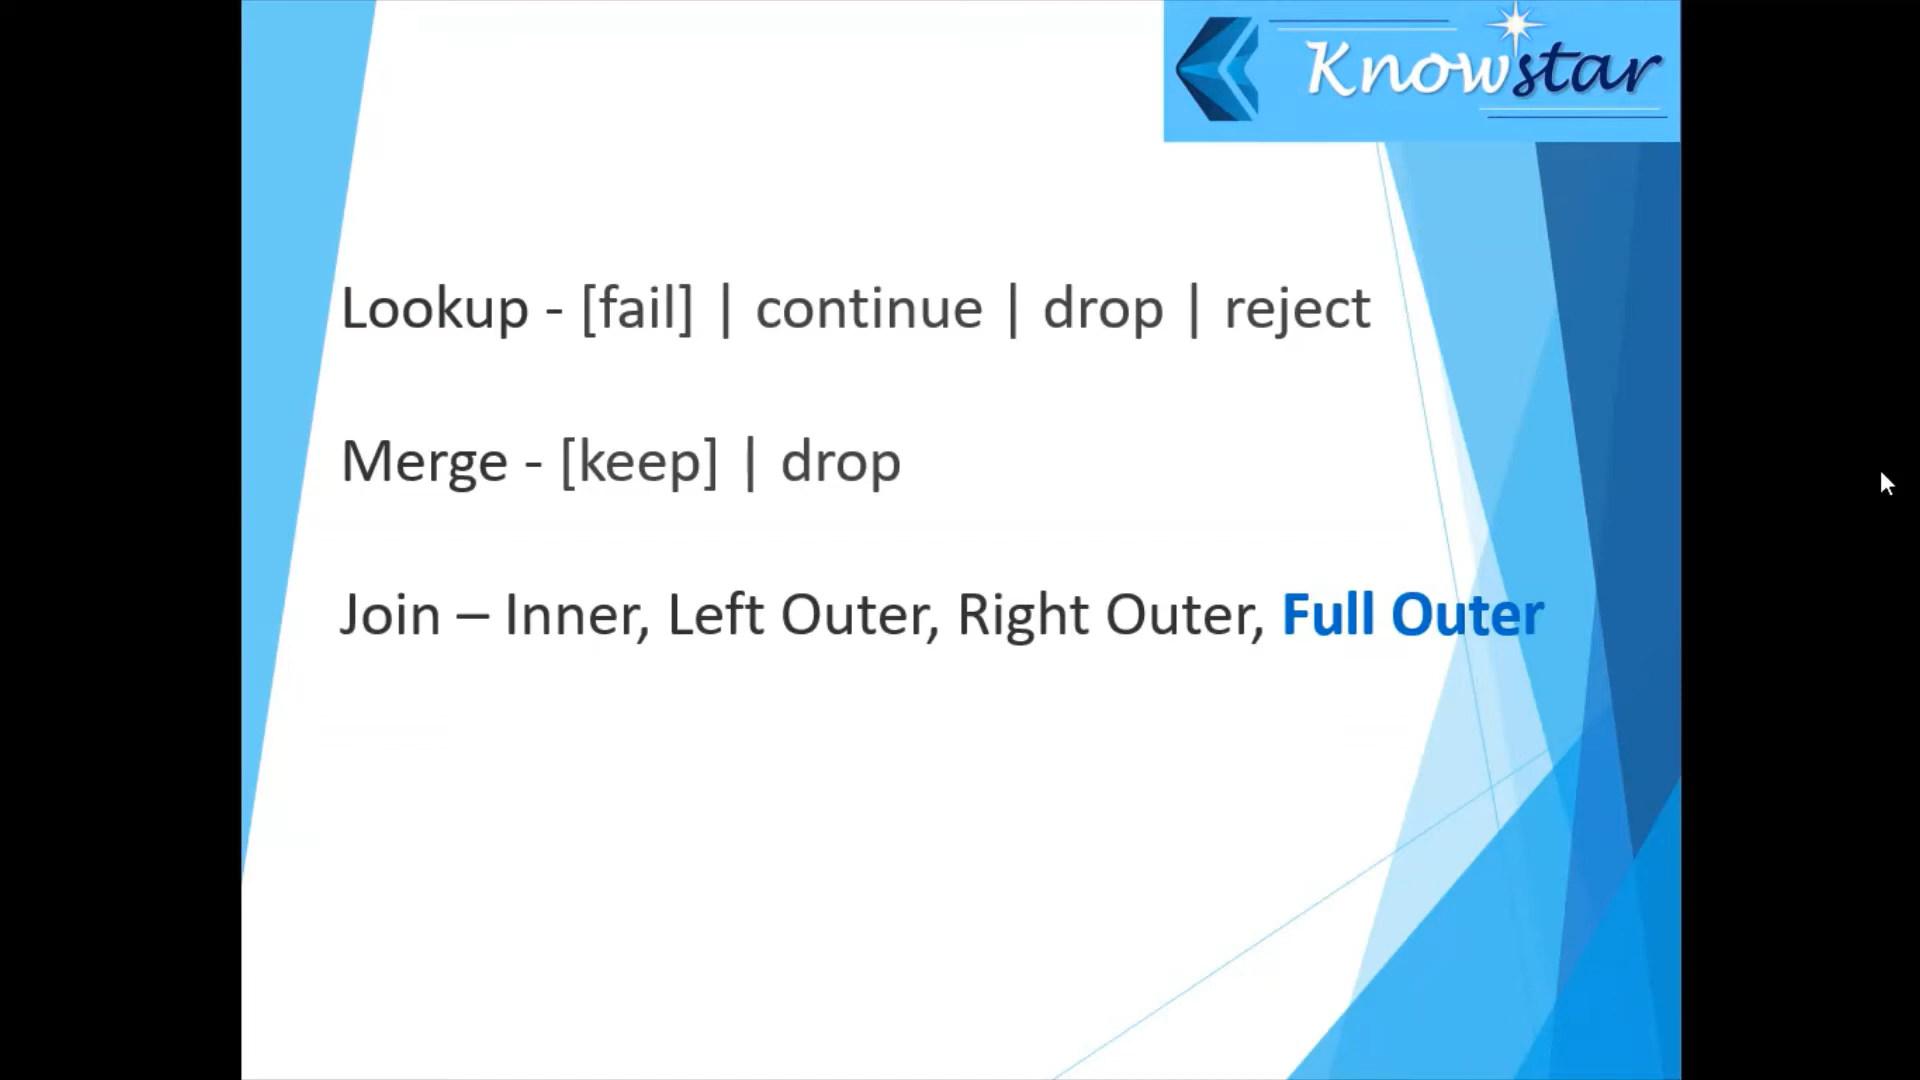 Knowstar
Lookup - [fail] | continue | drop | reject
Merge - [keep] | drop
Join – Inner, Left Outer, Right Outer, Full Outer